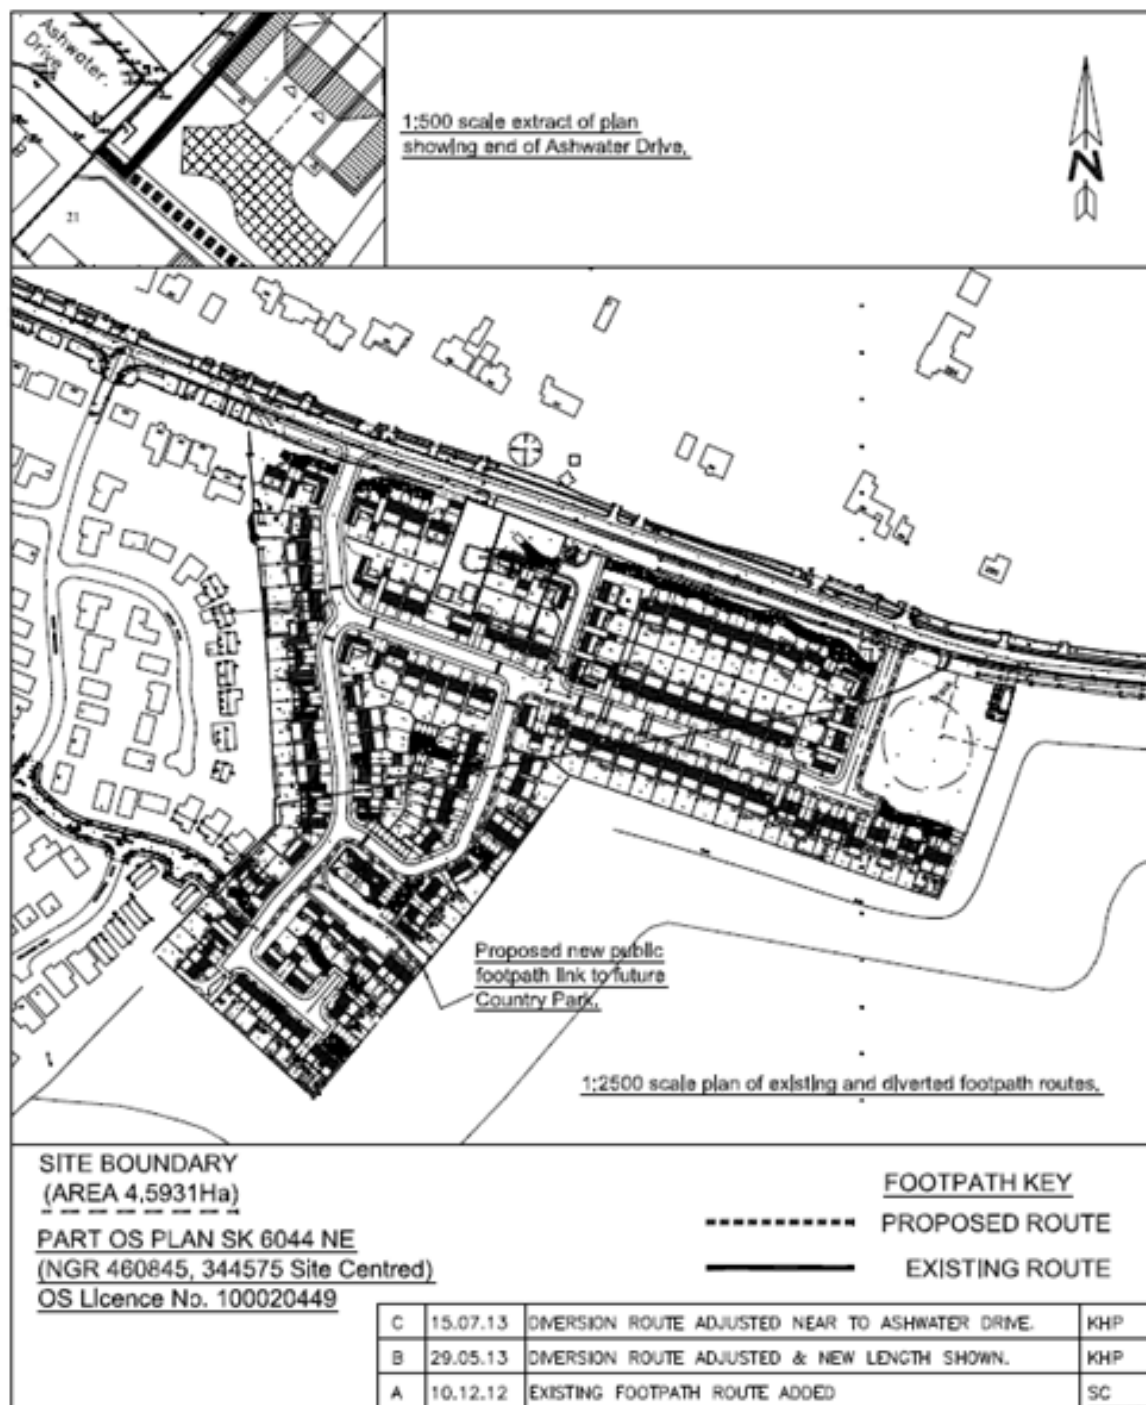 Ashwater
Drive
21
1:500 scale extract of plan
showing end of Ashwater Drive.
N
Proposed new public
footpath link to future
Country Park.
1:2500 scale plan of existing and diverted footpath routes.
SITE BOUNDARY
(AREA 4.5931Ha)
PART OS PLAN SK 6044 NE
(NGR 460845, 344575 Site Centred)
OS Licence No. 100020449
FOOTPATH KEY
PROPOSED ROUTE
EXISTING ROUTE
C 15.07.13 DIVERSION ROUTE ADJUSTED NEAR TO ASHWATER DRIVE. KHP
B 29.05.13 DIVERSION ROUTE ADJUSTED & NEW LENGTH SHOWN. KHP
A 10.12.12 EXISTING FOOTPATH ROUTE ADDED SC